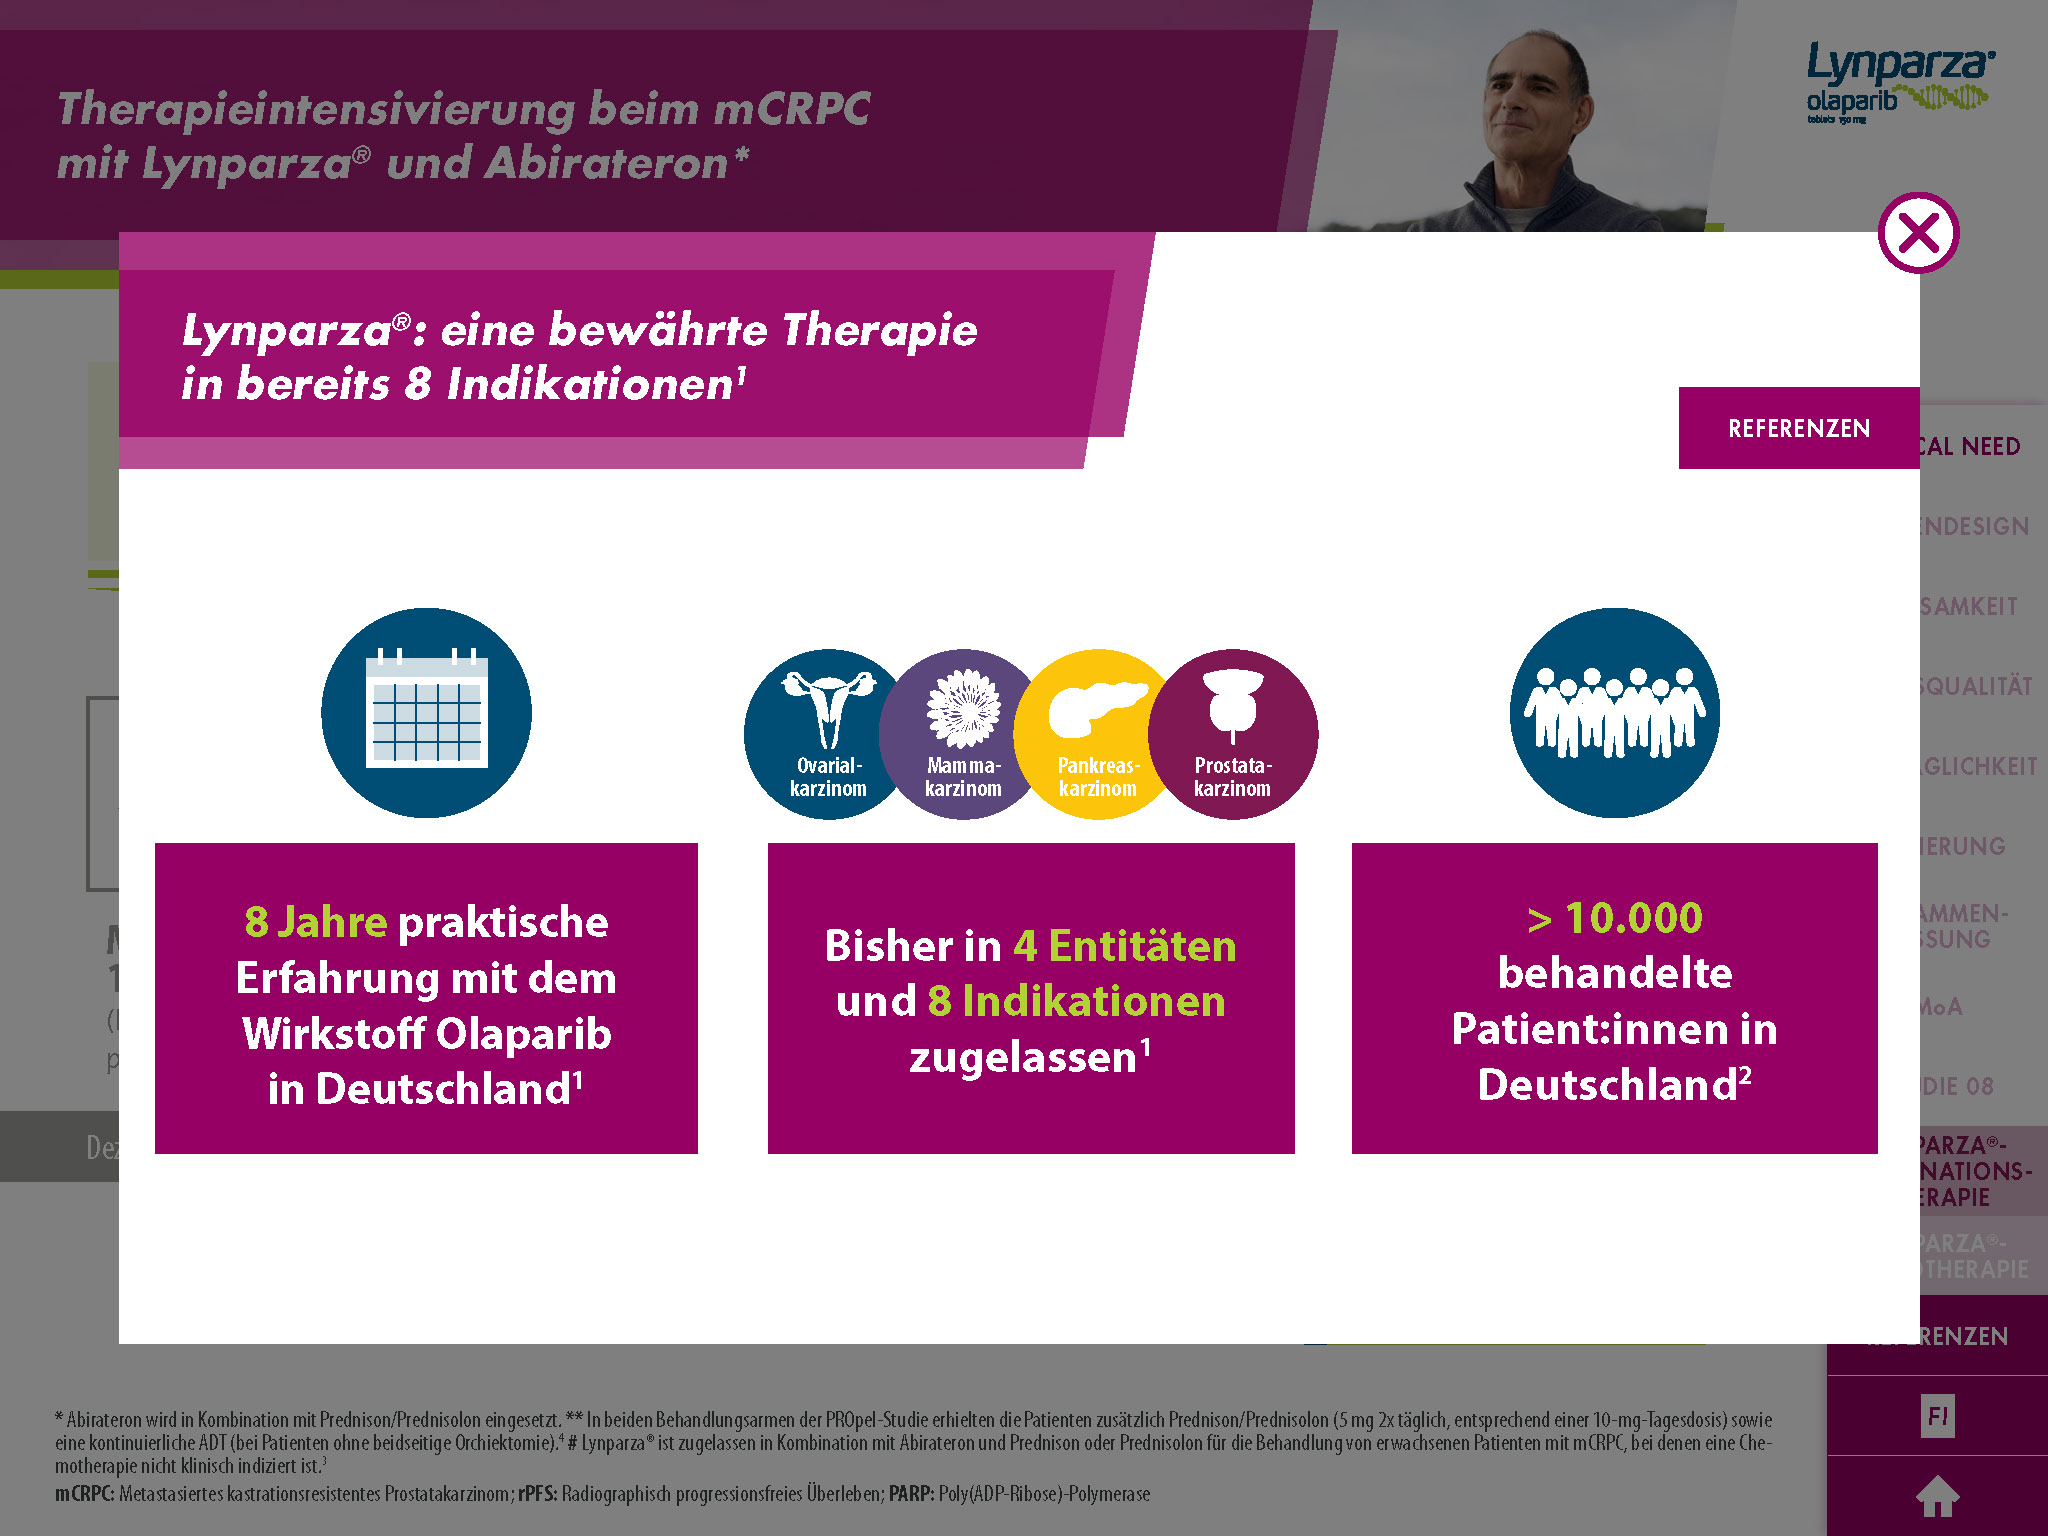 Therapieintensivierung beim mCRPC
mit Lynparza® und Abirateron*
Lynparza®
olaparib
tablets 150 mg
Lynparza®: eine bewährte Therapie
in bereits 8 Indikationen¹
REFERENZEN
Ovarial-
karzinom
Mamma-
karzinom
Pankreas-
karzinom
Prostata-
karzinom
8 Jahre praktische
Erfahrung mit dem
Wirkstoff Olaparib
in Deutschland¹
Bisher in 4 Entitäten
und 8 Indikationen
zugelassen¹
> 10.000
behandelte
Patient:innen in
Deutschland²
CAL NEED
ENDESIGN
SAMKEIT
SQUALITÄT
GLICHKEIT
IERUNG
AMMEN-
SSUNG
MoA
DIE 08
PARZA®-
NATIONS-
ERAPIE
PARZA®-
OTHERAPIE
RENZEN
FI
Dez
* Abirateron wird in Kombination mit Prednison/Prednisolon eingesetzt. ** In beiden Behandlungsarmen der PROpel-Studie erhielten die Patienten zusätzlich Prednison/Prednisolon (5 mg 2x täglich, entsprechend einer 10-mg-Tagesdosis) sowie
eine kontinuierliche ADT (bei Patienten ohne beidseitige Orchiektomie).⁴ # Lynparza® ist zugelassen in Kombination mit Abirateron und Prednison oder Prednisolon für die Behandlung von erwachsenen Patienten mit mCRPC, bei denen eine Che-
motherapie nicht klinisch indiziert ist.³
mCRPC: Metastasiertes kastrationsresistentes Prostatakarzinom; rPFS: Radiographisch progressionsfreies Überleben; PARP: Poly(ADP-Ribose)-Polymerase